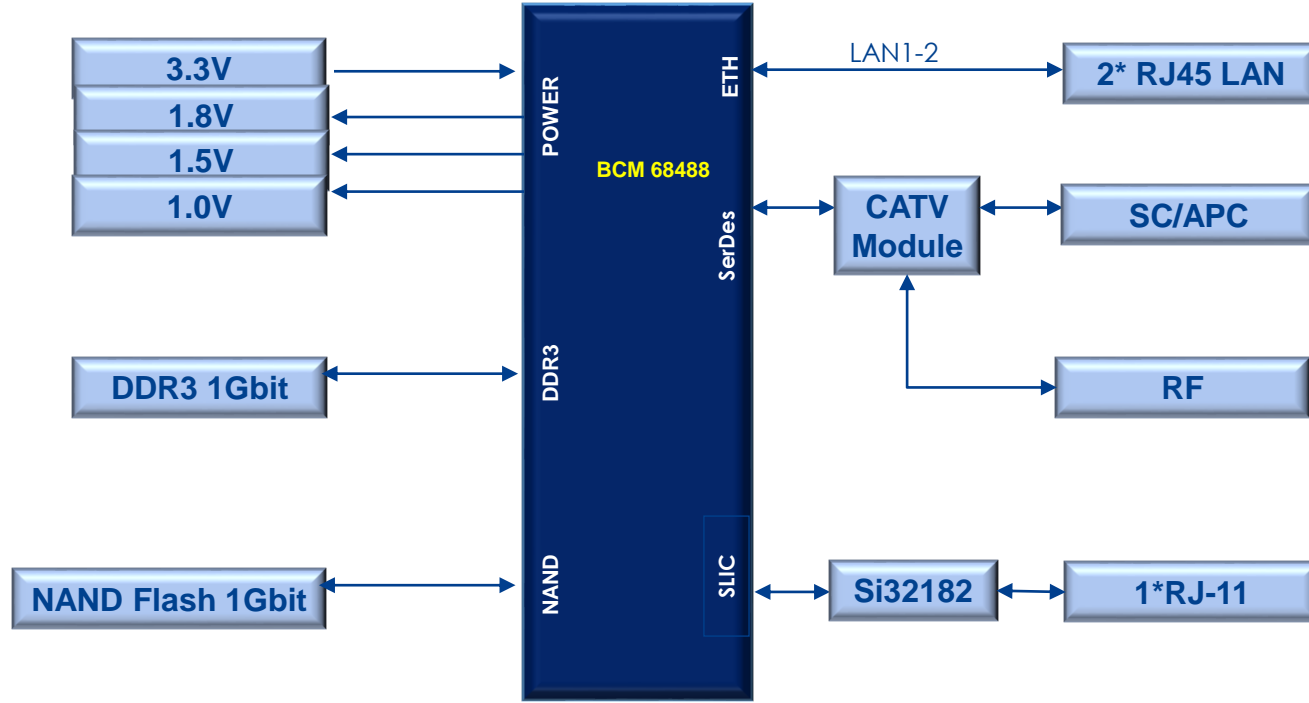 3.3V
1.8V
1.5V
1.0V
POWER
BCM 68488
ETH
LAN1-2
2* RJ45 LAN
SerDes
CATV
Module
SC/APC
RF
DDR3 1Gbit
DDR3
NAND Flash 1Gbit
NAND
SLIC
Si32182
1*RJ-11